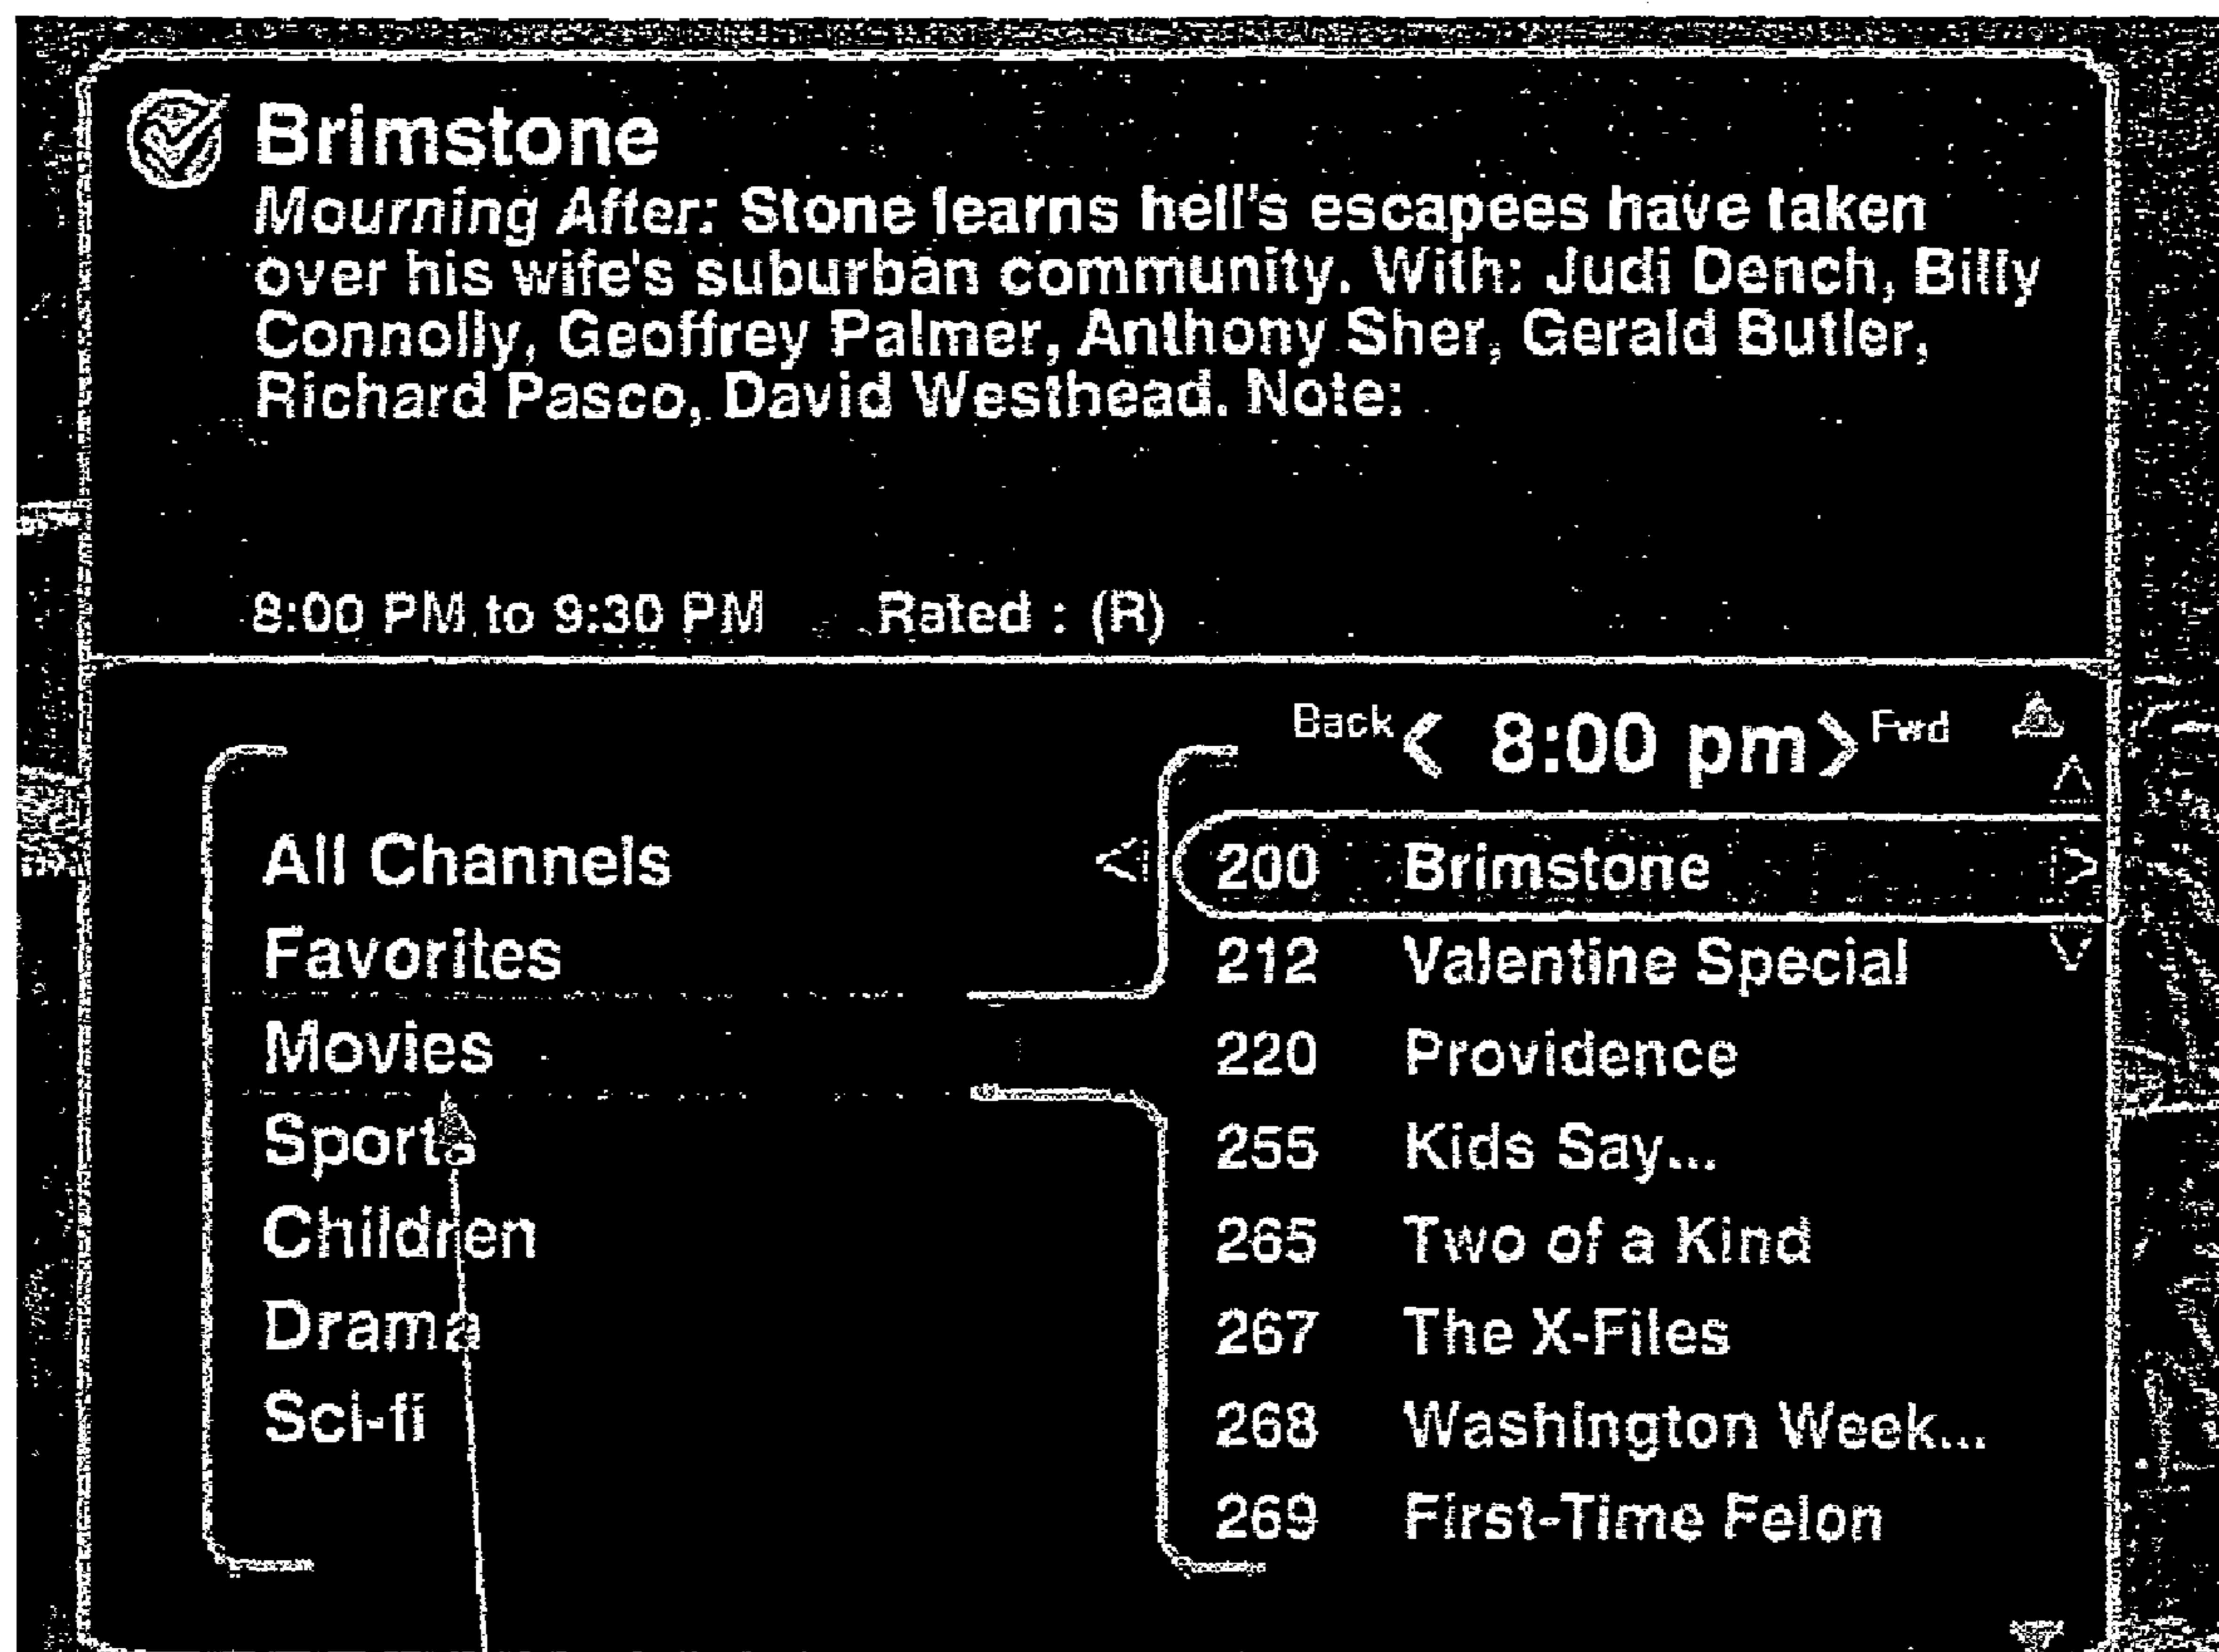 Brimstone
Mourning After: Stone learns hell's escapees have taken
over his wife's suburban community. With: Judi Dench, Billy
Connolly, Geoffrey Palmer, Anthony Sher, Gerald Butler,
Richard Pasco, David Westhead. Note:
8:00 PM to 9:30 PM Rated : (R)
Back < 8:00 pm > Fwd
All Channels
Favorites
Movies
Sports
Children
Drama
Sci-fi
200 Brimstone
212 Valentine Special
220 Providence
255 Kids Say...
265 Two of a Kind
267 The X-Files
268 Washington Week...
269 First-Time Felon